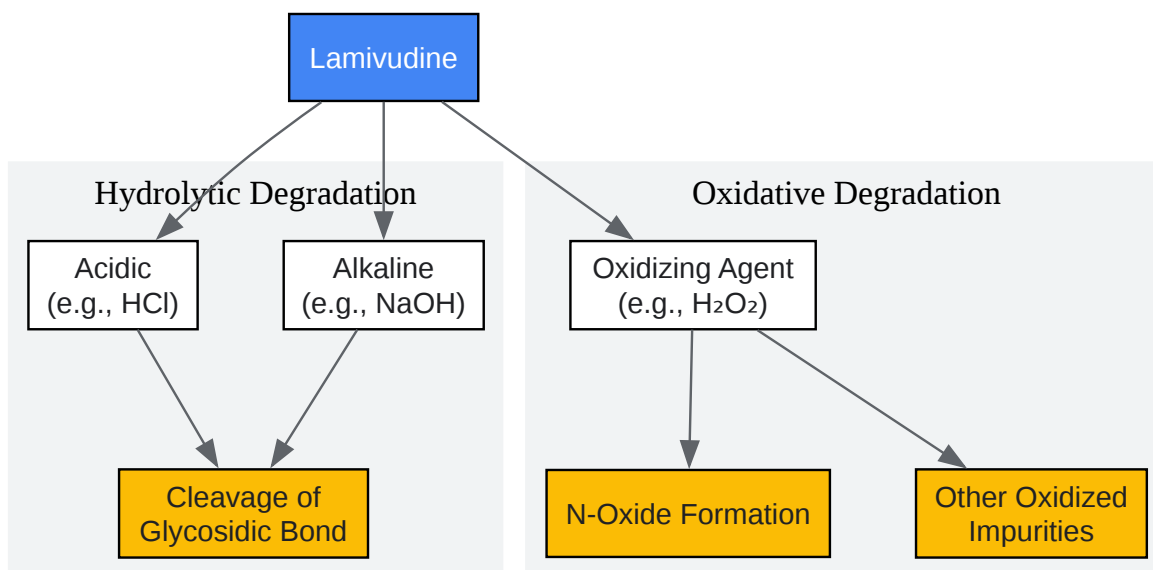 Lamivudine
Hydrolytic Degradation
Oxidative Degradation
Acidic
(e.g., HCl)
Alkaline
(e.g., NaOH)
Oxidizing Agent
(e.g., H₂O₂)
Cleavage of
Glycosidic Bond
N-Oxide Formation
Other Oxidized
Impurities